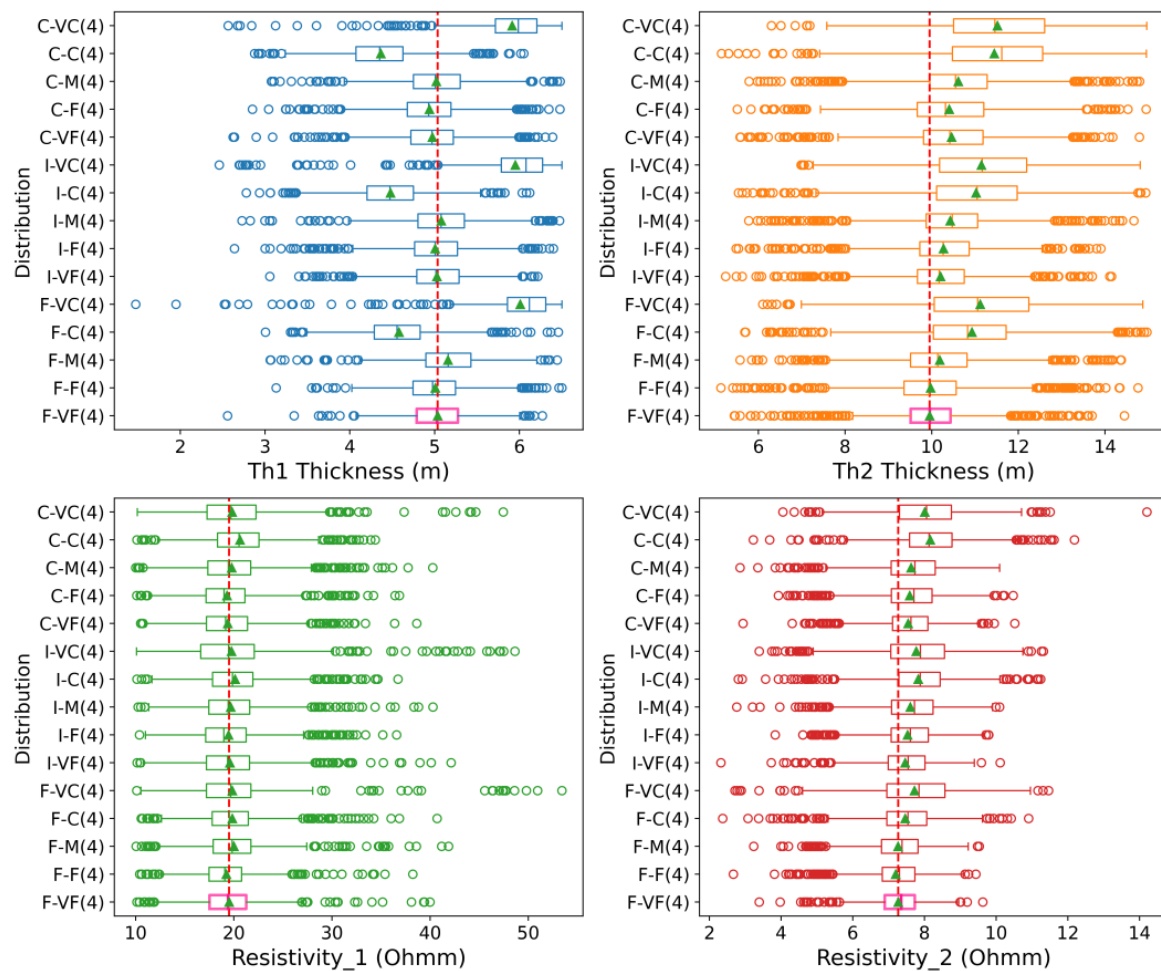 C-VC(4)
C-C(4)
C-M(4)
C-F(4)
C-VF(4)
I-VC(4)
I-C(4)
I-M(4)
I-F(4)
I-VF(4)
F-VC(4)
F-C(4)
F-M(4)
F-F(4)
F-VF(4)
Distribution
2 3 4 5 6
Th1 Thickness (m)
C-VC(4)
C-C(4)
C-M(4)
C-F(4)
C-VF(4)
I-VC(4)
I-C(4)
I-M(4)
I-F(4)
I-VF(4)
F-VC(4)
F-C(4)
F-M(4)
F-F(4)
F-VF(4)
Distribution
6 8 10 12 14
Th2 Thickness (m)
C-VC(4)
C-C(4)
C-M(4)
C-F(4)
C-VF(4)
I-VC(4)
I-C(4)
I-M(4)
I-F(4)
I-VF(4)
F-VC(4)
F-C(4)
F-M(4)
F-F(4)
F-VF(4)
Distribution
10 20 30 40 50
Resistivity_1 (Ohmm)
C-VC(4)
C-C(4)
C-M(4)
C-F(4)
C-VF(4)
I-VC(4)
I-C(4)
I-M(4)
I-F(4)
I-VF(4)
F-VC(4)
F-C(4)
F-M(4)
F-F(4)
F-VF(4)
Distribution
2 4 6 8 10 12 14
Resistivity_2 (Ohmm)